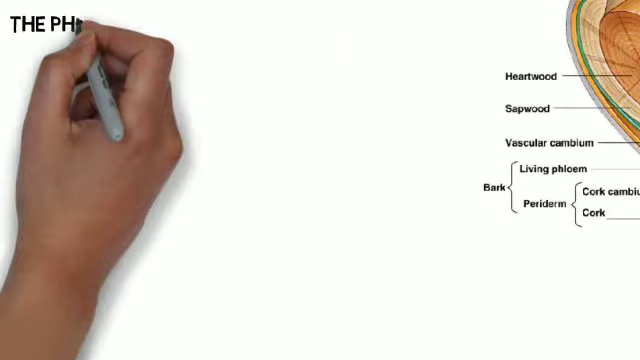 THE PH
Heartwood
Sapwood
Vascular cambium
Living phloem
Bark
Cork cambiu
Periderm
Cork